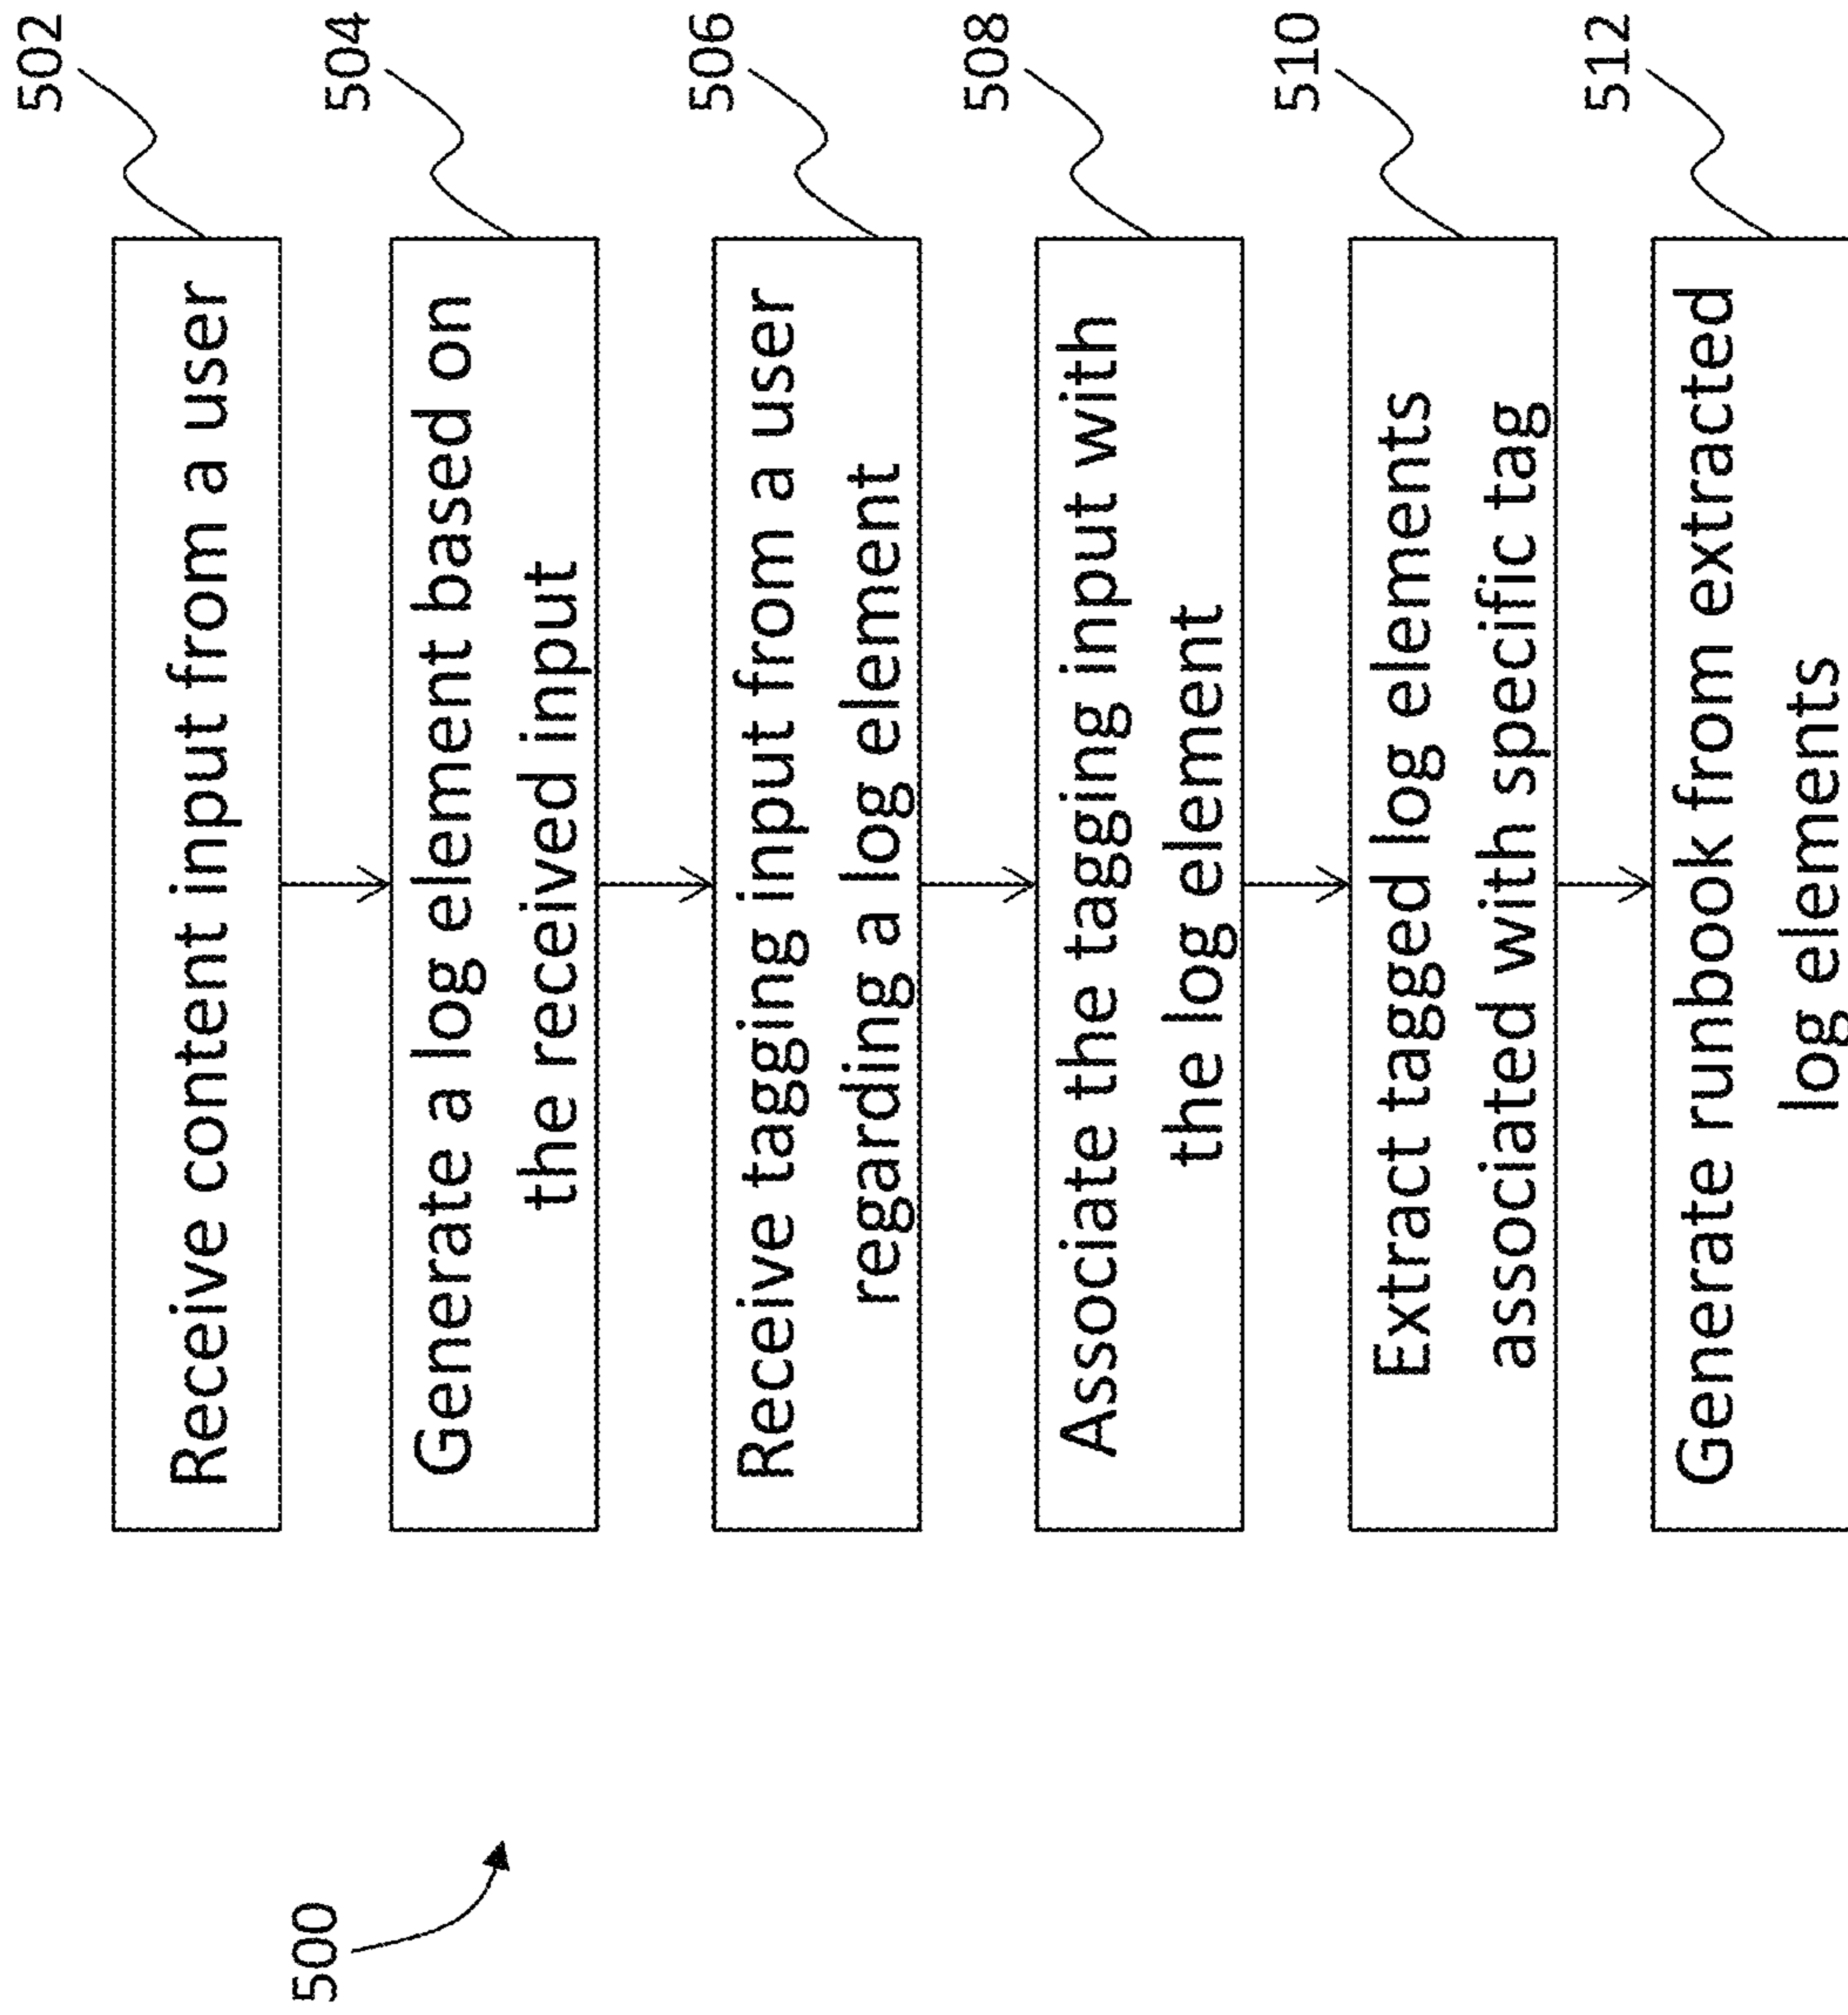 500
Receive content input from a user
502
Generate a log element based on
the received input
504
Receive tagging input from a user
regarding a log element
506
Associate the tagging input with
the log element
508
Extract tagged log elements
associated with specific tag
510
Generate runbook from extracted
log elements
512